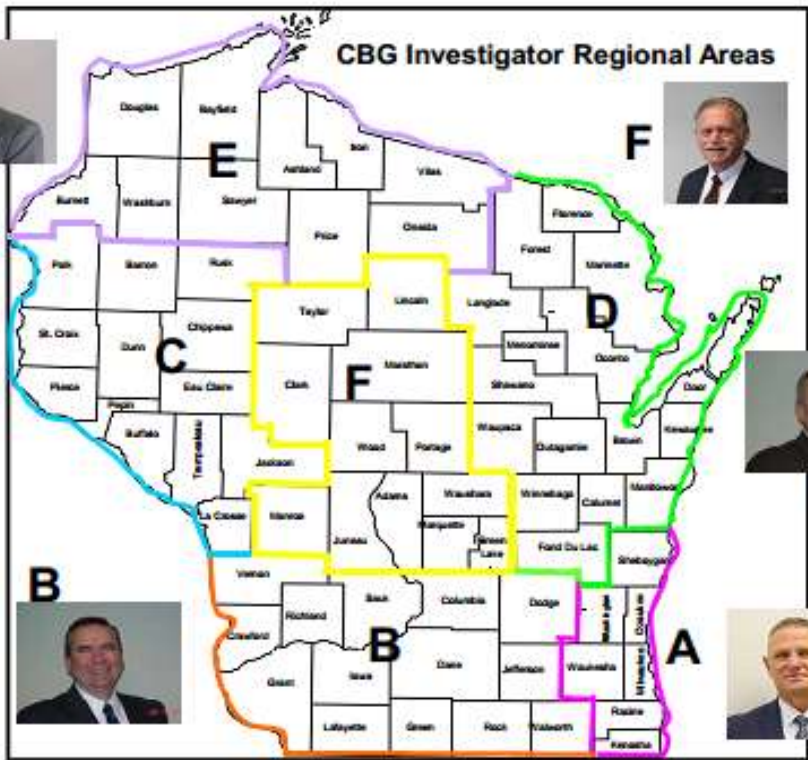 CBG Investigator Regional Areas
F
Douglas
Bayfield
Iron
E
Ashland
Vilas
Burnett
Washburn
Sawyer
Florence
Price
Oneida
Forest
Marinette
Polk
Barron
Rusk
Lincoln
Langlade
Taylor
D
St. Croix
Chippewa
Menominee
Oconto
Dunn
C
Marathon
Shawano
Pierce
Eau Claire
Clark
F
Door
Pepin
Buffalo
Trempealeau
Wood
Portage
Waupaca
Outagamie
Brown
Kewaunee
Jackson
Adams
Waushara
Winnebago
Calumet
Manitowoc
La Crosse
Monroe
Juneau
Marquette
Green
Lake
Fond Du Lac
Sheboygan
B
Vernon
Sauk
Columbia
Dodge
Ozaukee
Richland
Crawford
B
Dane
Jefferson
Waukesha
Milwaukee
A
Grant
Iowa
Racine
Lafayette
Green
Rock
Walworth
Kenosha